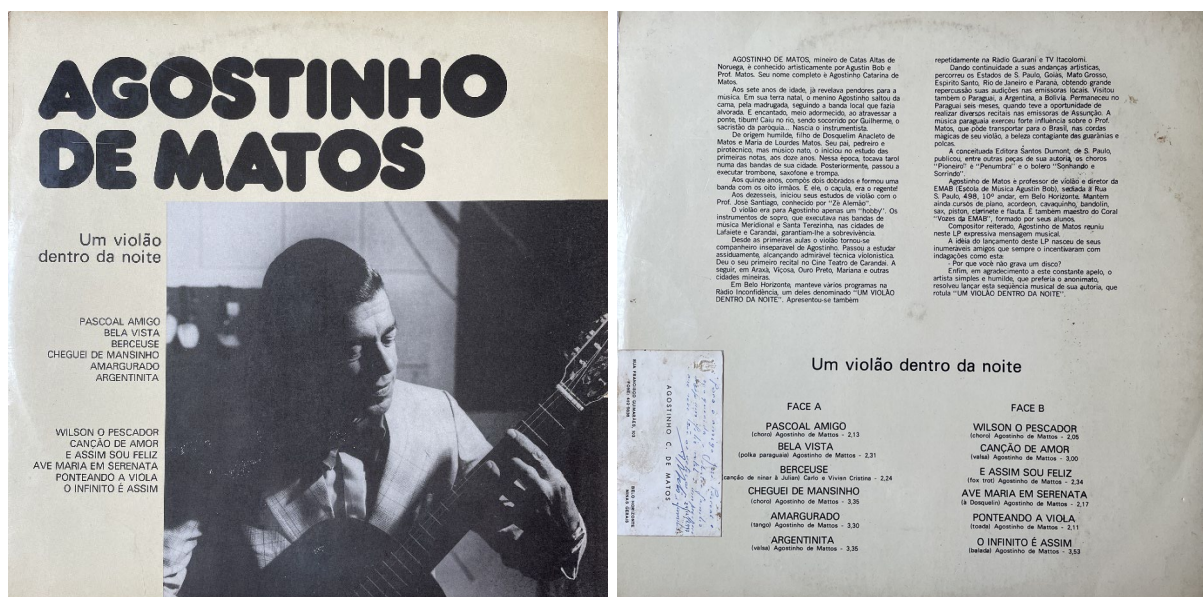 AGOSTINHO
DE MATOS
Um violão
dentro da noite
PASCOAL AMIGO
BELA VISTA
BERCEUSE
CHEGUEI DE MANSINHO
AMARGURADO
ARGENTINITA
WILSON O PESCADOR
CANÇÃO DE AMOR
E ASSIM SOU FELIZ
AVE MARIA EM SERENATA
PONTEANDO A VIOLA
O INFINITO É ASSIM
AGOSTINHO DE MATOS, mineiro de Catas Altas de
Noruega, é conhecido artisticamente por Agustin Bob e
Prof. Matos. Seu nome completo é Agostinho Catarina de
Matos.
Aos sete anos de idade, já revelava pendores para a
música. Em sua terra natal, o menino Agostinho saltou da
cama, pela madrugada, seguindo a banda local que fazia
alvorada. E encantado, meio adormecido, ao atravessar a
ponte, tibum! Caiu no rio, sendo socorrido por Guilherme, o
sacristão da paróquia... Nascia o instrumentista.
De origem humilde, filho de Dosquelim Anacleto de
Matos e Maria de Lourdes Matos. Seu pai, pedreiro e
pirotécnico, mas músico nato, o iniciou no estudo das
primeiras notas, aos doze anos. Nessa época, tocava tarol
numa das bandas de sua cidade. Posteriormente, passou a
executar trombone, saxofone e trompa.
Aos quinze anos, compôs dois dobrados e formou uma
banda com os oito irmãos. E ele, o caçula, era o regente!
Aos dezesseis, iniciou seus estudos de violão com o
Prof. José Santiago, conhecido por "Zé Alemão".
O violão era para Agostinho apenas um "hobby". Os
instrumentos de sopro, que executava nas bandas de
música Meridional e Santa Terezinha, nas cidades de
Lafaiete e Carandaí, garantiam-lhe a sobrevivência.
Desde as primeiras aulas o violão tornou-se
companheiro inseparavel de Agostinho. Passou a estudar
assiduamente, alcançando admirável técnica violonística.
Deu o seu primeiro recital no Cine Teatro de Carandaí. A
seguir, em Araxá, Viçosa, Ouro Preto, Mariana e outras
cidades mineiras.
Em Belo Horizonte, manteve vários programas na
Rádio Inconfidência, um deles denominado "UM VIOLÃO
DENTRO DA NOITE". Apresentou-se também
repetidamente na Rádio Guarani e TV Itacolomi.
Dando continuidade a suas andanças artísticas,
percorreu os Estados de S. Paulo, Goiás, Mato Grosso,
Espírito Santo, Rio de Janeiro e Paraná, obtendo grande
repercussão suas audições nas emissoras locais. Visitou
também o Paraguai, a Argentina, a Bolívia. Permaneceu no
Paraguai seis meses, quando teve a oportunidade de
realizar diversos recitais nas emissoras de Assunção. A
música paraguaia exerceu forte influência sobre o Prof.
Matos, que pôde transportar para o Brasil, nas cordas
mágicas de seu violão, a beleza contagiante das guarânias e
polcas.
A conceituada Editora Santos Dumont, de S. Paulo,
publicou, entre outras peças de sua autoria, os choros
"Pioneiro" e "Penumbra" e o bolero "Sonhando e
Sorrindo".
Agostinho de Matos é professor de violão e diretor da
EMAB (Escola de Música Agustin Bob), sediada à Rua
S. Paulo, 498, 10º andar, em Belo Horizonte. Mantem
ainda cursos de piano, acordeon, cavaquinho, bandolin,
sax, piston, clarinete e flauta. É também maestro do Coral
"Vozes da EMAB", formado por seus alunos.
Compositor reiterado, Agostinho de Matos reuniu
neste LP expressiva mensagem musical.
A idéia do lançamento deste LP nasceu de seus
inumeráveis amigos que sempre o incentivaram com
indagações como esta:
- Por que você não grava um disco?
Enfim, em agradecimento a este constante apelo, o
artista simples e humilde, que preferia o anonimato,
resolveu lançar esta seqüência musical de sua autoria, que
rotula "UM VIOLÃO DENTRO DA NOITE".
Um violão dentro da noite
FACE A
PASCOAL AMIGO
(choro) Agostinho de Mattos - 2,13
BELA VISTA
(polka paraguaia) Agostinho de Mattos - 2,31
BERCEUSE
(canção de ninar à Julian) Carlo e Vivien Cristina - 2,24
CHEGUEI DE MANSINHO
(choro) Agostinho de Mattos - 3,35
AMARGURADO
(tango) Agostinho de Mattos - 3,30
ARGENTINITA
(valsa) Agostinho de Mattos - 3,35
FACE B
WILSON O PESCADOR
(choro) Agostinho de Mattos - 2,05
CANÇÃO DE AMOR
(valsa) Agostinho de Mattos - 3,00
E ASSIM SOU FELIZ
(fox trot) Agostinho de Mattos - 2,34
AVE MARIA EM SERENATA
(à Dosquelin) Agostinho de Mattos - 2,17
PONTEANDO A VIOLA
(toada) Agostinho de Mattos - 2,11
O INFINITO É ASSIM
(balada) Agostinho de Mattos - 3,53
AGOSTINHO C. DE MATOS
RUA FRANCISCO GUIMARÃES,
BELO HORIZONTE
MINAS GERAIS